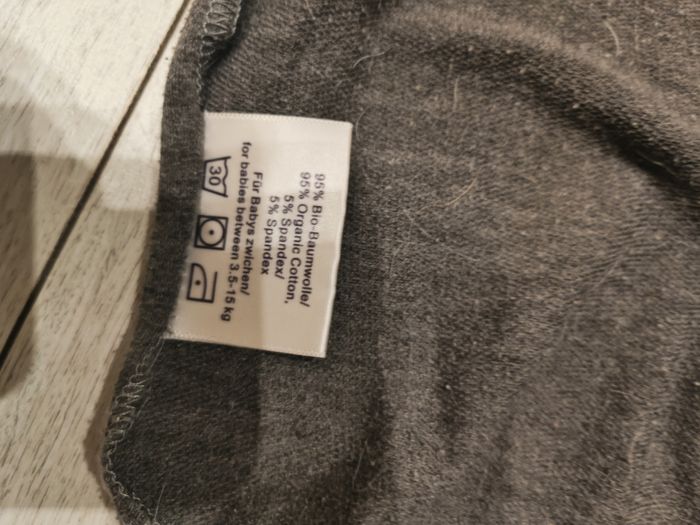 95% Bio-Baumwolle/
95% Organic Cotton,
5% Spandex/
5% Spandex
Für Babys zwichen/
for babies between 3.5-15 kg
30